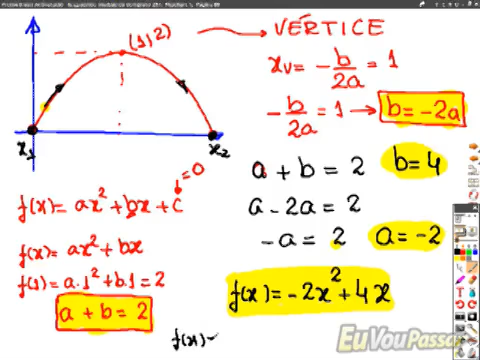 (1,2)
x₁
x₂
VÉRTICE
xᵥ = -b/2a = 1
-b/2a = 1 → b = -2a
= 0
f(x) = ax² + bx + c
f(x) = ax² + bx
f(1) = a.1² + b.1 = 2
a + b = 2
a + b = 2
b = 4
a - 2a = 2
-a = 2
a = -2
f(x) = -2x² + 4x
f(x) =
EuVouPassar